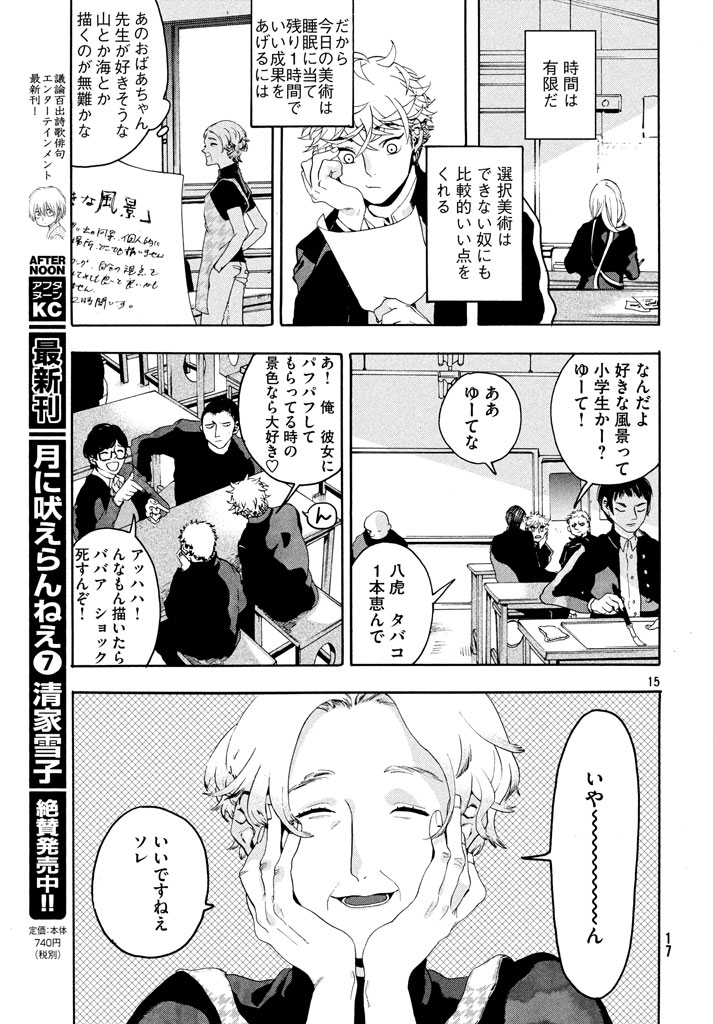 時間は
有限だ
選択美術は
できない奴にも
比較的いい点を
くれる
だから
今日の美術は
睡眠に当て
残り1時間で
いい成果を
あげるには
あのおばあちゃん
先生が好きそうな
山とか海とか
描くのが無難かな
きな風景」
2時間です。
なんだよ
好きな風景って
小学生かー?
ゆーて!
ああ
ゆーてな
八虎 タバコ
1本恵んで
あ! 俺 彼女に
パフパフして
もらってる時の
景色なら大好き♡
ん
アッハハ!
んなもん描いたら
ババア ショック
死すんぞ!
15
いや〜〜〜〜〜ん
いいですねえ
ソレ
17
議論百出詩歌俳句
エンターテインメント
最新刊!
AFTER
NOON
アフタ
ヌーン
KC
最新刊
月に吠えらんねえ7
清家雪子
絶賛発売中!!
定価:本体
740円
(税別)